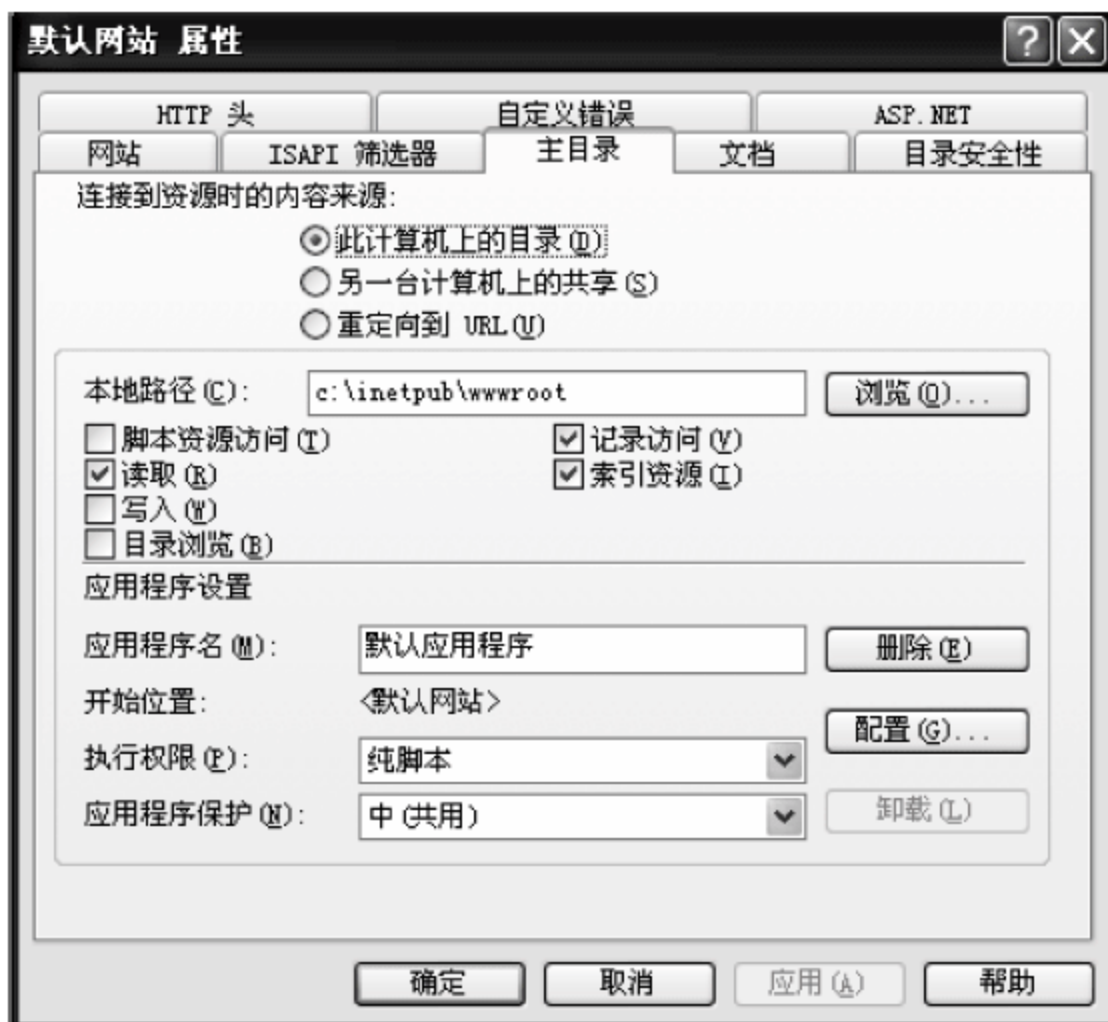 默认网站 属性
HTTP 头 自定义错误 ASP.NET
网站 ISAPI 筛选器 主目录 文档 目录安全性
连接到资源时的内容来源:
此计算机上的目录(D)
另一台计算机上的共享(S)
重定向到 URL(U)
本地路径(C): c:\inetpub\wwwroot 浏览(O)...
脚本资源访问(T) 记录访问(V)
读取(R) 索引资源(I)
写入(W)
目录浏览(B)
应用程序设置
应用程序名(M): 默认应用程序 删除(E)
开始位置: <默认网站>
配置(G)...
执行权限(P): 纯脚本
应用程序保护(N): 中(共用) 卸载(L)
确定 取消 应用(A) 帮助